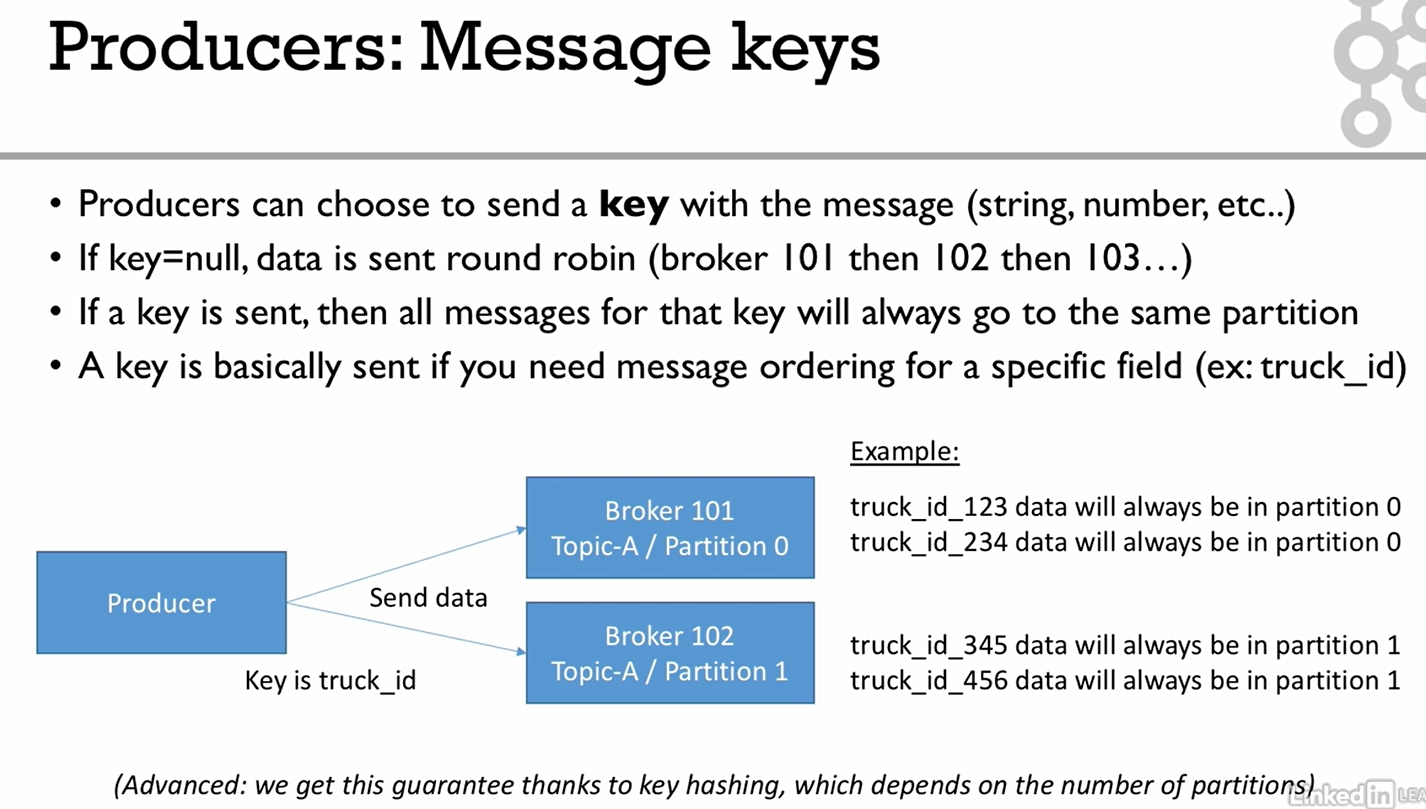 Producers: Message keys
• Producers can choose to send a key with the message (string, number, etc..)
• If key=null, data is sent round robin (broker 101 then 102 then 103…)
• If a key is sent, then all messages for that key will always go to the same partition
• A key is basically sent if you need message ordering for a specific field (ex: truck_id)
Producer
Key is truck_id
Send data
Broker 101
Topic-A / Partition 0
Broker 102
Topic-A / Partition 1
Example:
truck_id_123 data will always be in partition 0
truck_id_234 data will always be in partition 0
truck_id_345 data will always be in partition 1
truck_id_456 data will always be in partition 1
(Advanced: we get this guarantee thanks to key hashing, which depends on the number of partitions)
Linked in LEA